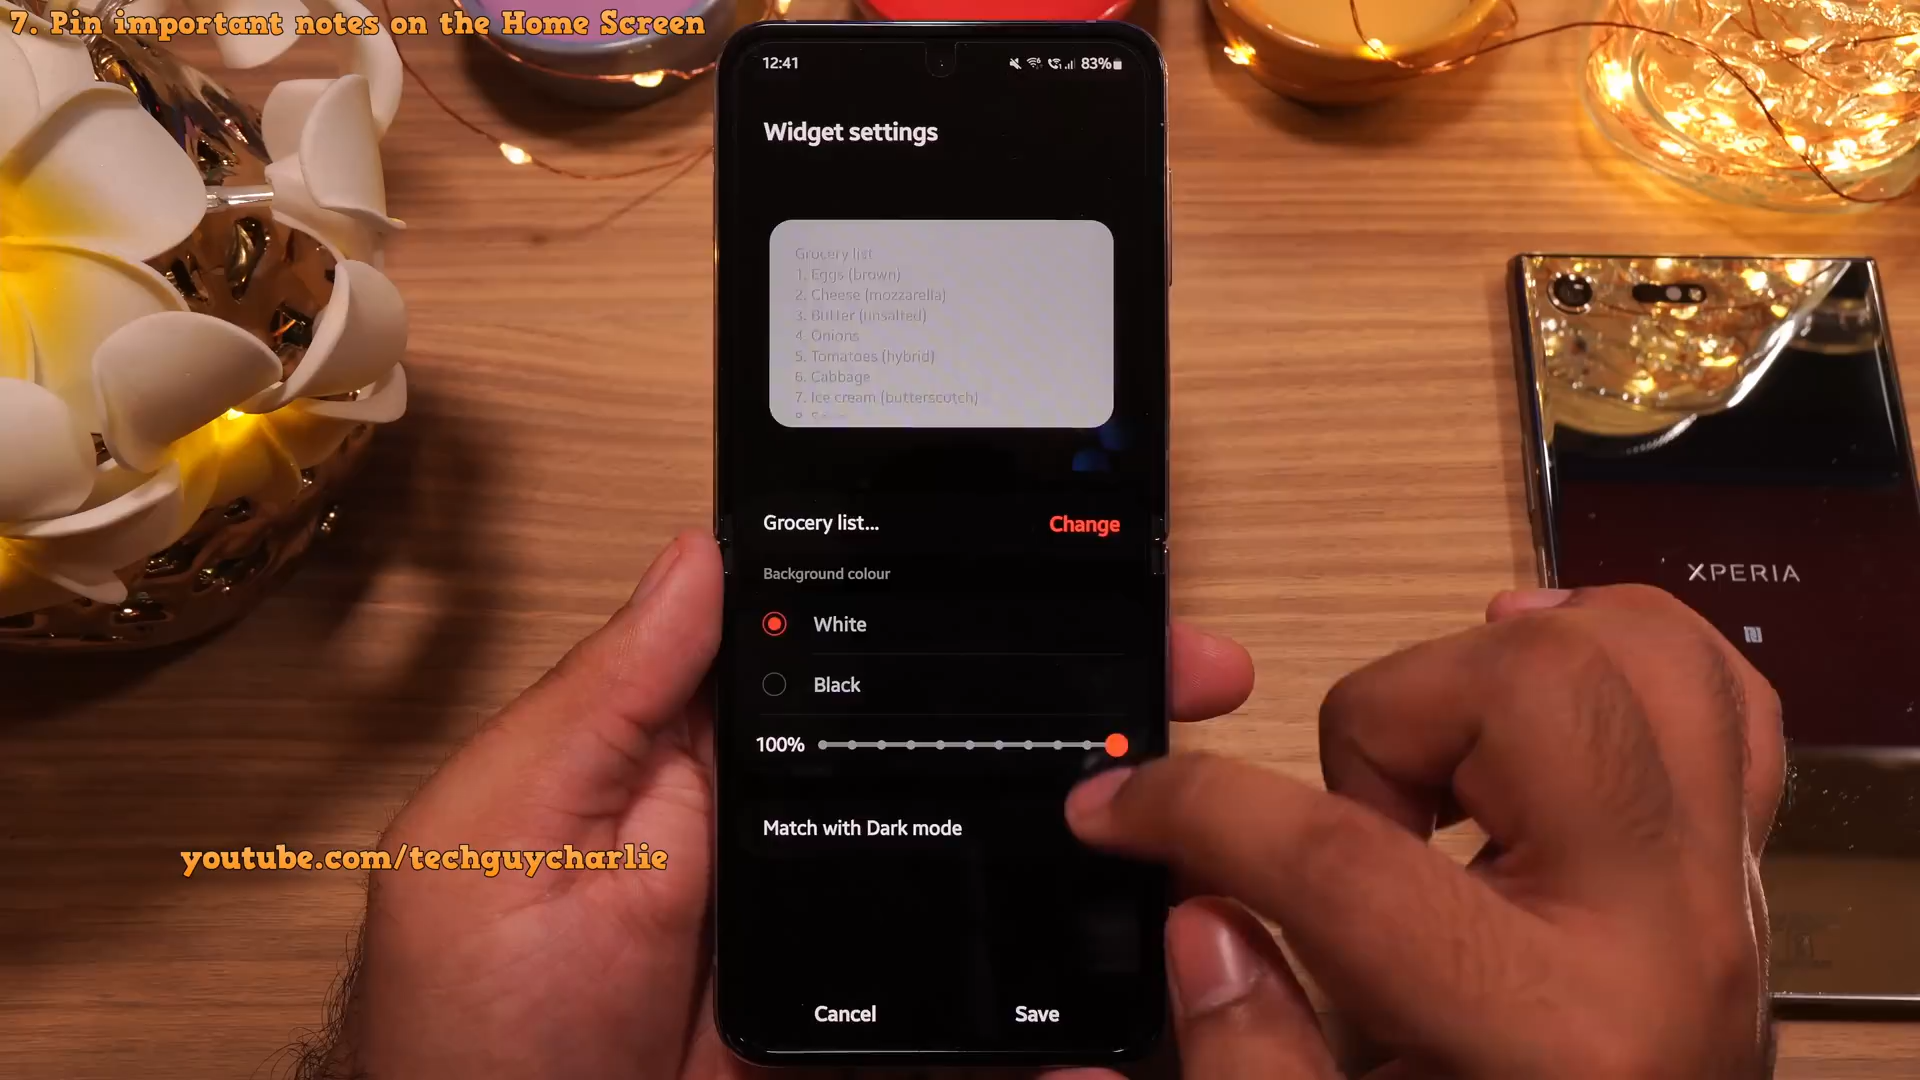 7. Pin important notes on the Home Screen
12:41
83%
Widget settings
Grocery list
1. Eggs (brown)
2. Cheese (mozzarella)
3. Butter (unsalted)
4. Onions
5. Tomatoes (hybrid)
6. Cabbage
7. Ice cream (butterscotch)
8.
Grocery list...
Change
Background colour
White
Black
100%
Match with Dark mode
Cancel
Save
XPERIA
youtube.com/techguycharlie